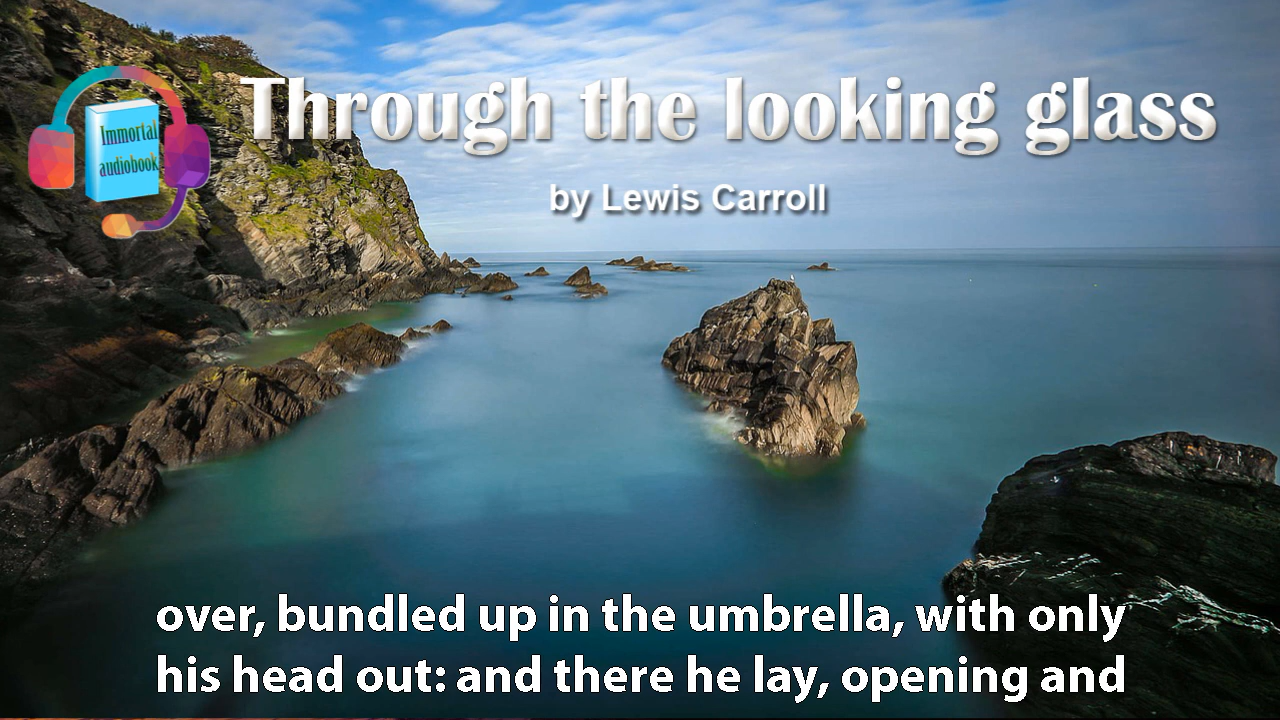 Through the looking glass
Immortal
audiobook
by Lewis Carroll
over, bundled up in the umbrella, with only
his head out: and there he lay, opening and